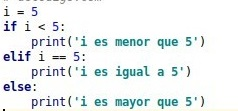 i = 5
if i < 5:
    print('i es menor que 5')
elif i == 5:
    print('i es igual a 5')
else:
    print('i es mayor que 5')